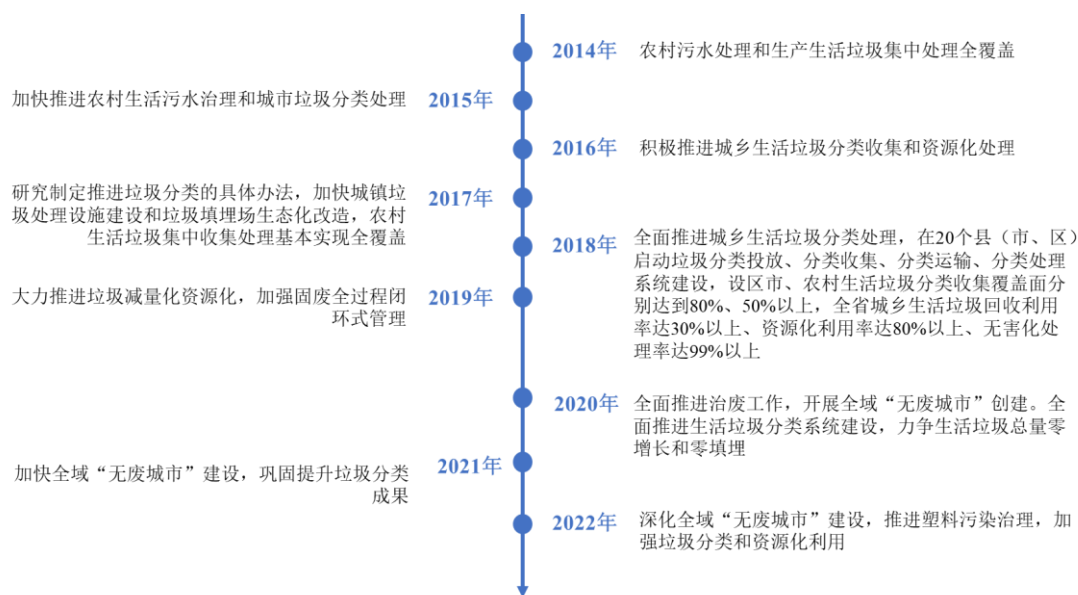 2014年
农村污水处理和生产生活垃圾集中处理全覆盖
加快推进农村生活污水治理和城市垃圾分类处理
2015年
2016年
积极推进城乡生活垃圾分类收集和资源化处理
研究制定推进垃圾分类的具体办法，加快城镇垃
圾处理设施建设和垃圾填埋场生态化改造，农村
生活垃圾集中收集处理基本实现全覆盖
2017年
2018年
全面推进城乡生活垃圾分类处理，在20个县（市、区）
启动垃圾分类投放、分类收集、分类运输、分类处理
系统建设，设区市、农村生活垃圾分类收集覆盖面分
别达到80%、50%以上，全省城乡生活垃圾回收利用
率达30%以上、资源化利用率达80%以上、无害化处
理率达99%以上
大力推进垃圾减量化资源化，加强固废全过程闭
环式管理
2019年
2020年
全面推进治废工作，开展全域“无废城市”创建。全
面推进生活垃圾分类系统建设，力争生活垃圾总量零
增长和零填埋
加快全域“无废城市”建设，巩固提升垃圾分类
成果
2021年
2022年
深化全域“无废城市”建设，推进塑料污染治理，加
强垃圾分类和资源化利用